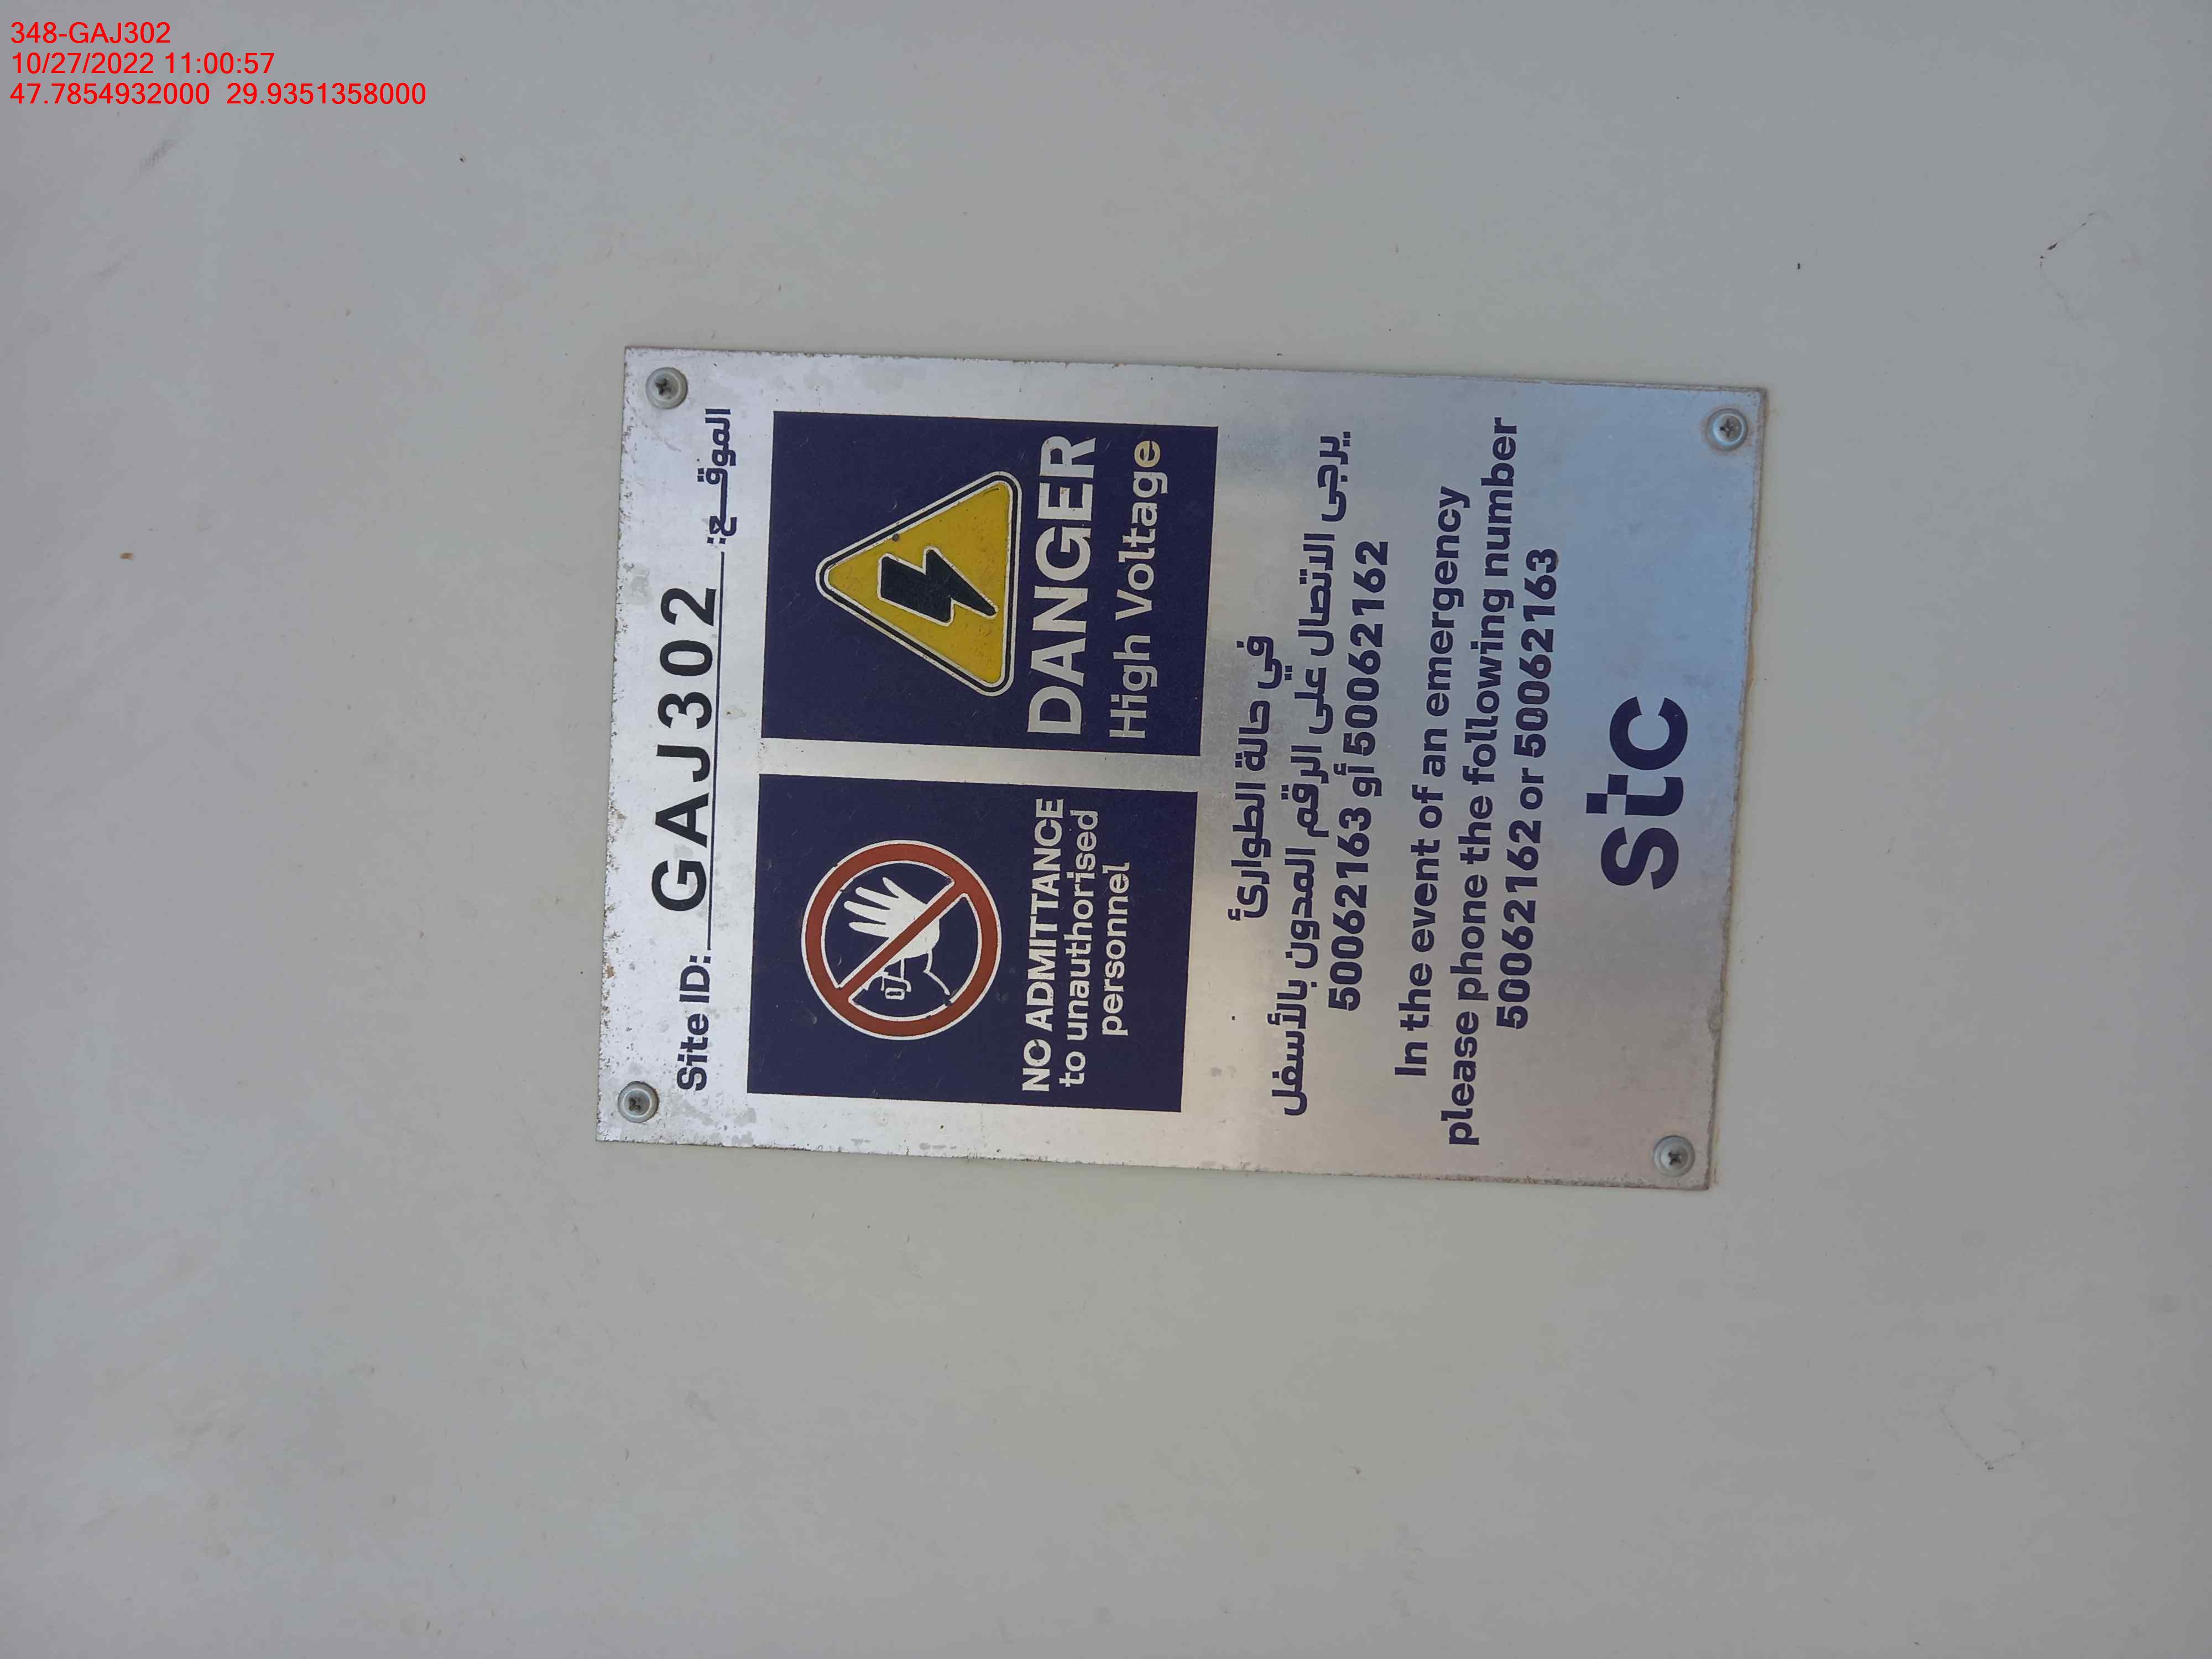 348-GAJ302
10/27/2022 11:00:57
47.7854932000 29.9351358000
Site ID: GAJ302 الموقــع:
NO ADMITTANCE
to unauthorised
personnel
DANGER
High Voltage
في حالة الطوارئ
يرجى الاتصال على الرقم المدون بالأسفل
50062162 أو 50062163
In the event of an emergency
please phone the following number
50062162 or 50062163
stc